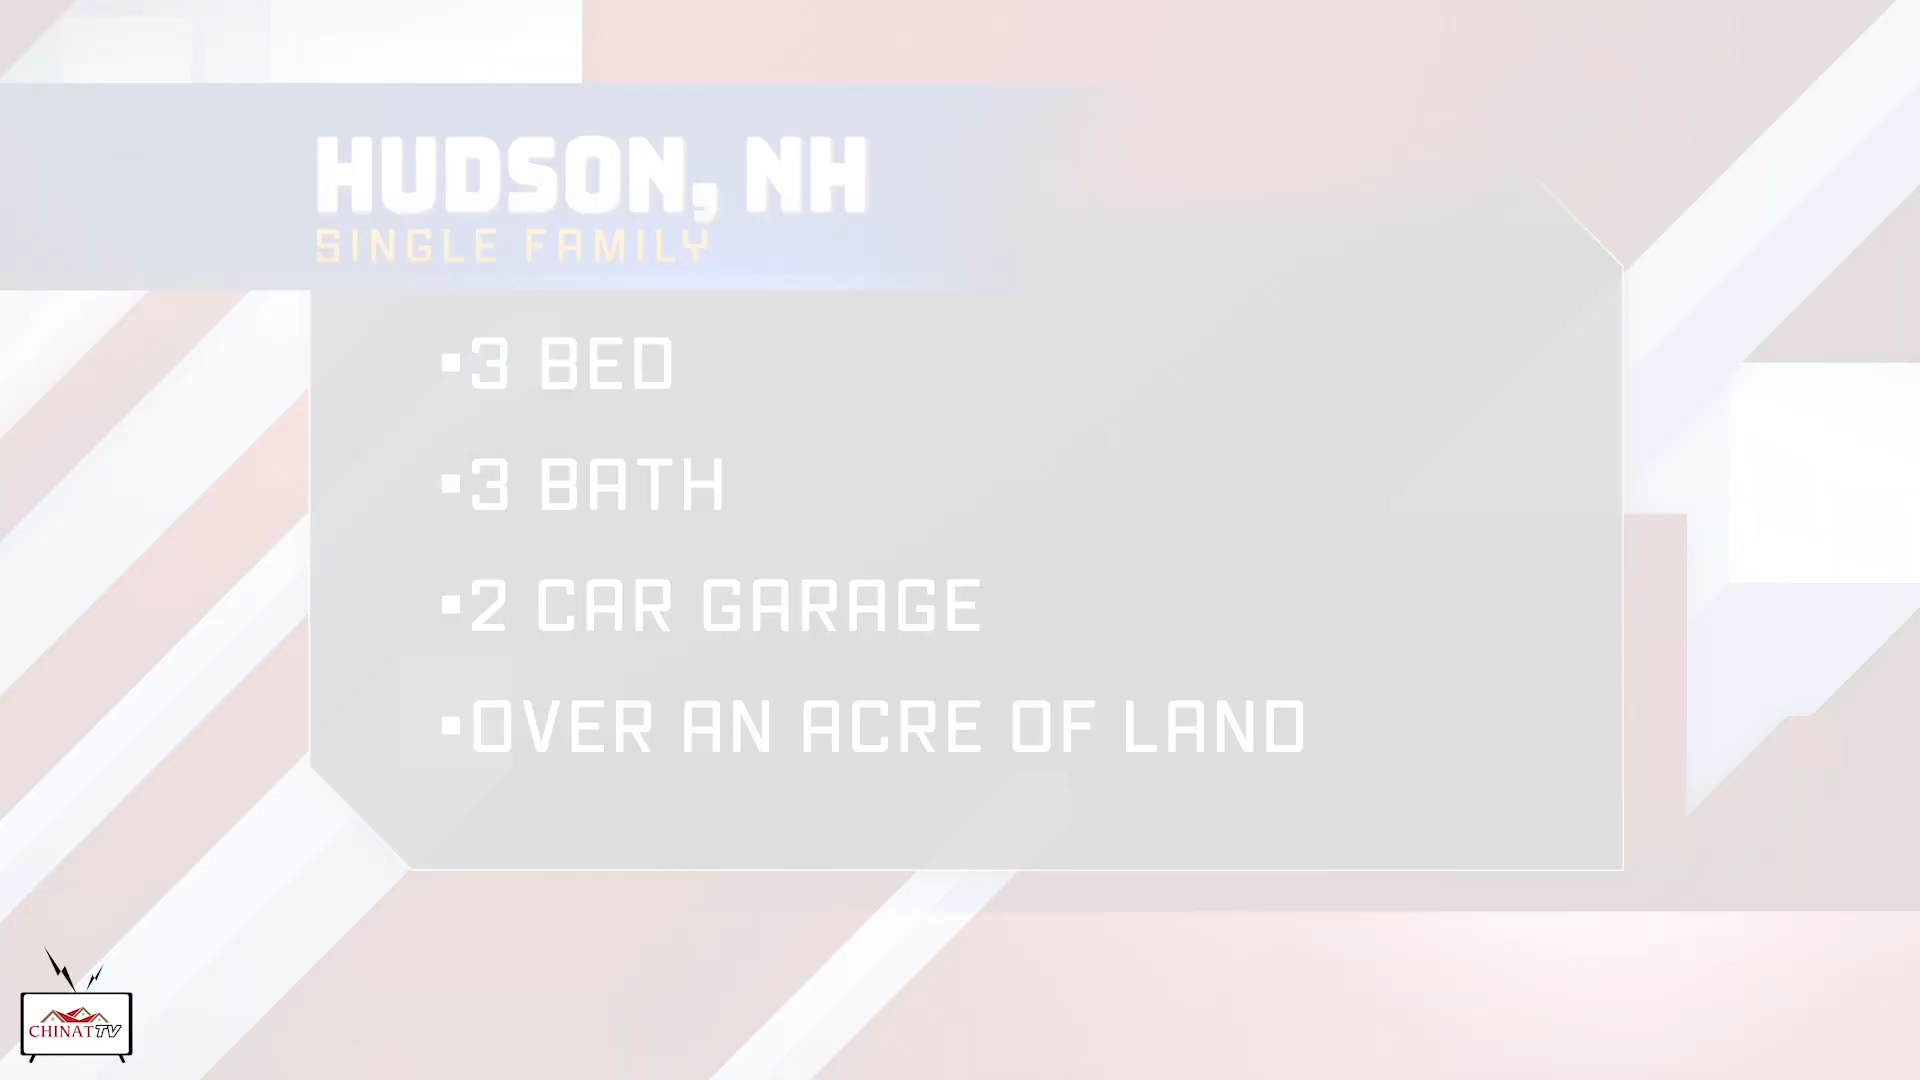 HUDSON, NH
SINGLE FAMILY
▪3 BED
▪3 BATH
▪2 CAR GARAGE
▪OVER AN ACRE OF LAND
CHINATTV